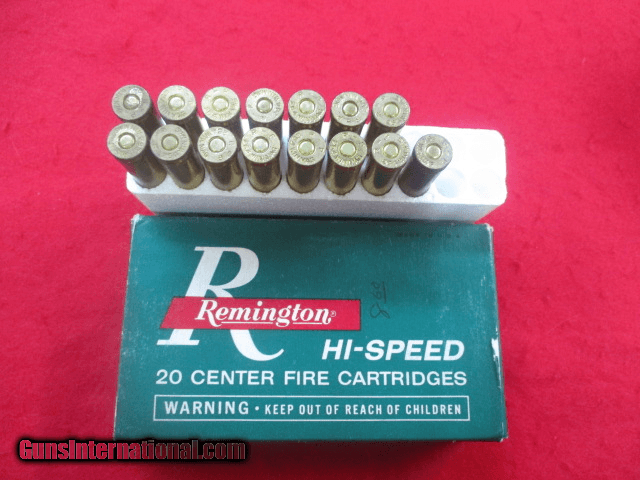 R
Remington®
HI-SPEED
20 CENTER FIRE CARTRIDGES
WARNING • KEEP OUT OF REACH OF CHILDREN
GunsInternational.com